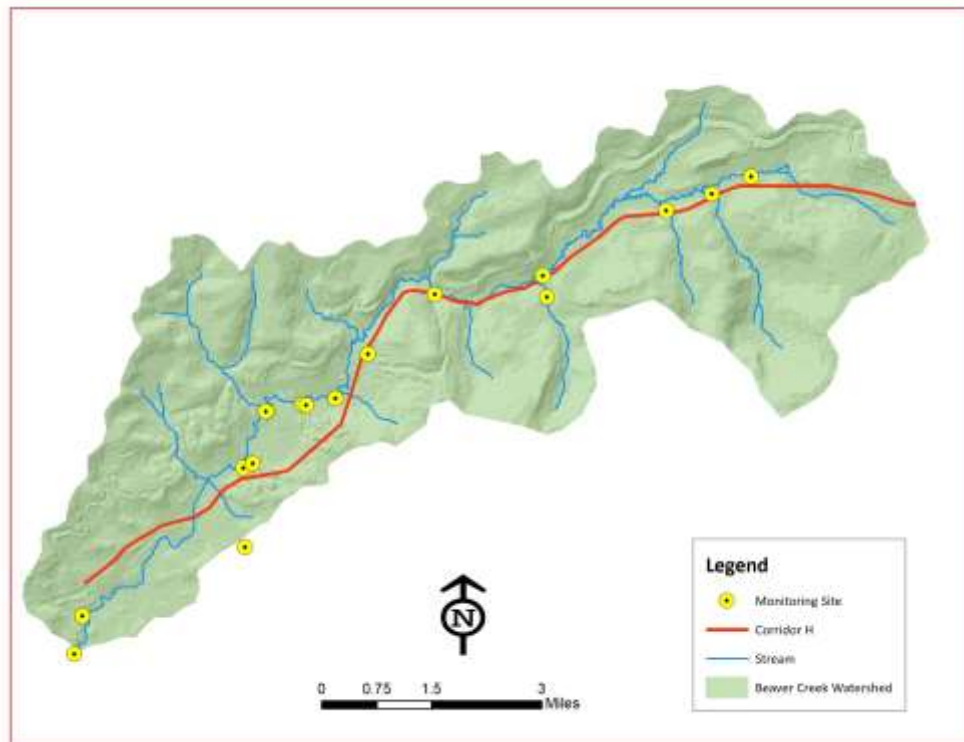 N
0 0.75 1.5 3
Miles
Legend
Monitoring Site
Corridor H
Stream
Beaver Creek Watershed